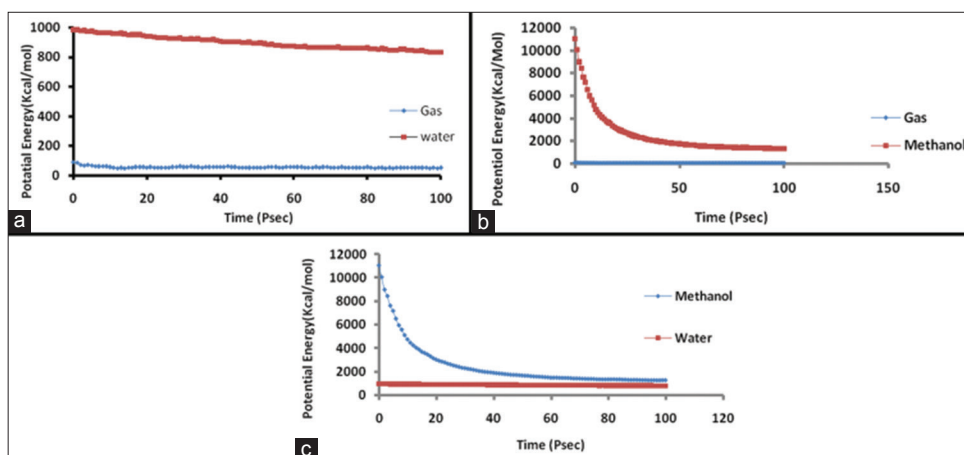 a
Potatial Energy(Kcal/mol)
1000
800
600
400
200
0
0 20 40 60 80 100
Time (Psec)
Gas
water
b
Potential Energy(Kcal/Mol)
12000
10000
8000
6000
4000
2000
0
0 50 100 150
Time (Psec)
Gas
Methanol
c
Potential Energy(Kcal/mol)
12000
10000
8000
6000
4000
2000
0
0 20 40 60 80 100 120
Time (Psec)
Methanol
Water